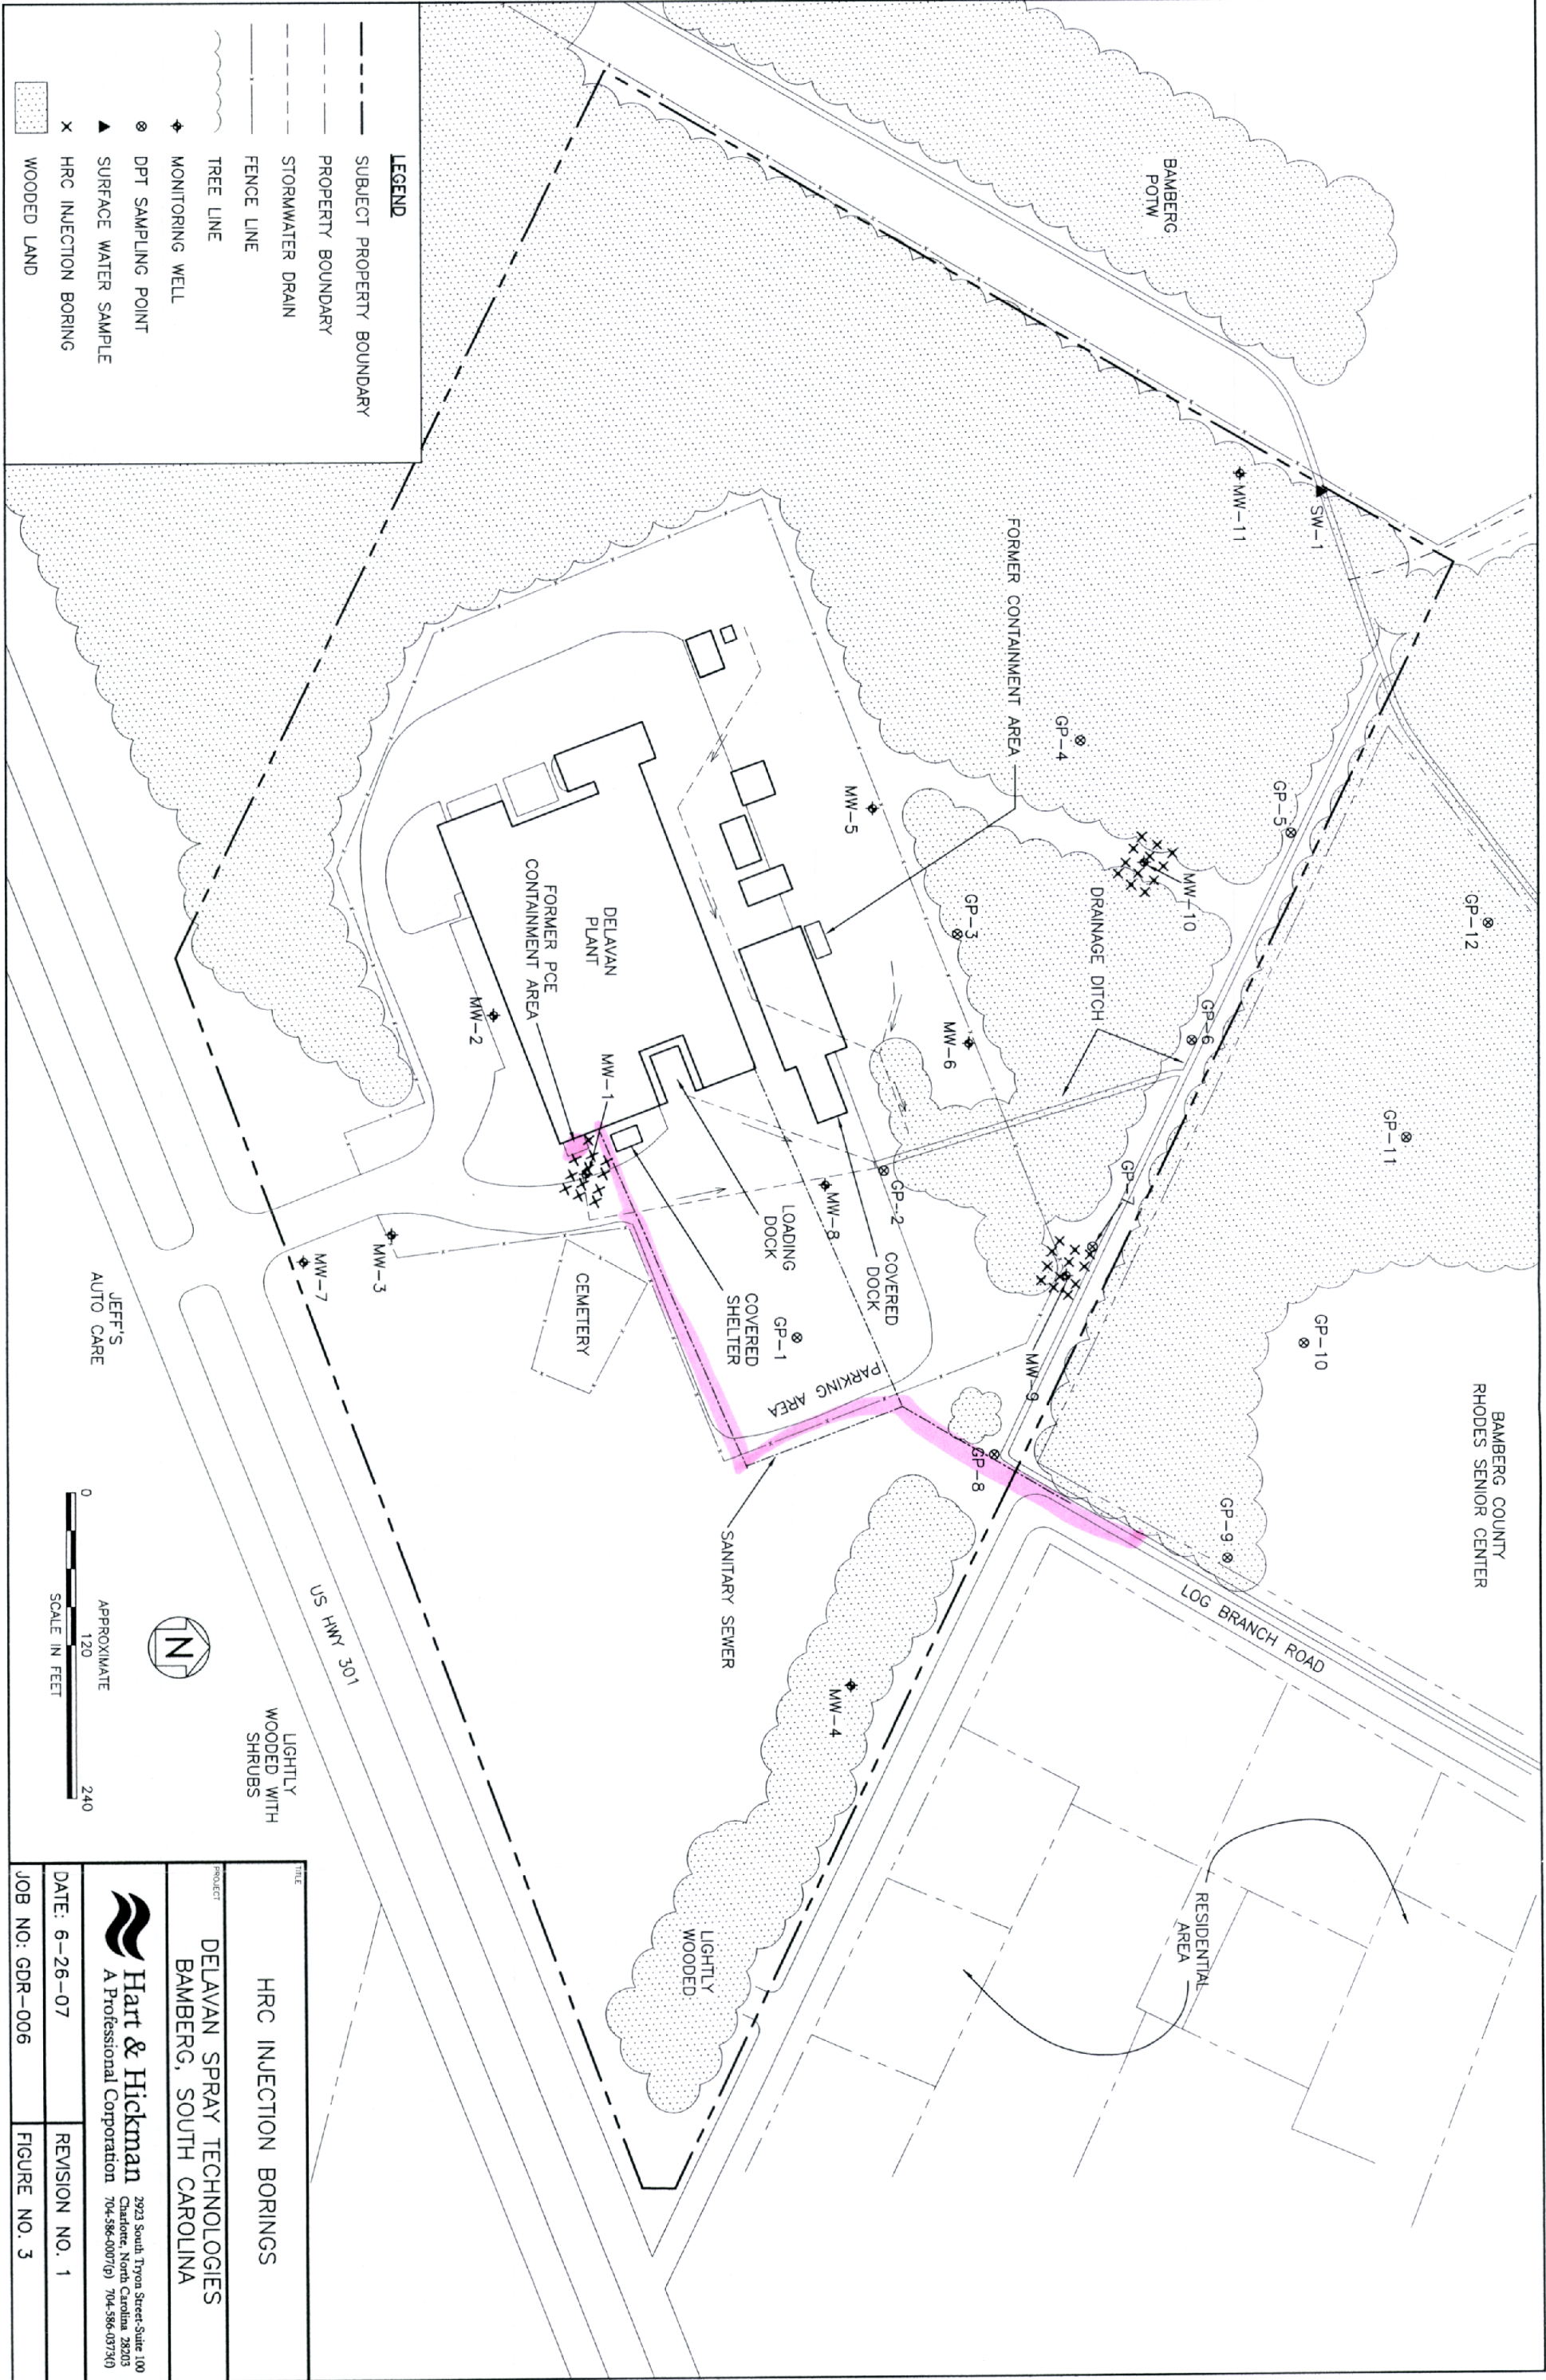 LEGEND
SUBJECT PROPERTY BOUNDARY
PROPERTY BOUNDARY
STORMWATER DRAIN
FENCE LINE
TREE LINE
MONITORING WELL
DPT SAMPLING POINT
SURFACE WATER SAMPLE
HRC INJECTION BORING
WOODED LAND
BAMBERG
POTW
SW-1
MW-11
FORMER CONTAINMENT AREA
GP-4
GP-5
MW-5
MW-10
GP-12
GP-3
DRAINAGE DITCH
DELAVAN
PLANT
FORMER PCE
CONTAINMENT AREA
MW-2
MW-6
GP-6
MW-1
GP-11
GP-7
GP-2
MW-8
LOADING
DOCK
COVERED
DOCK
MW-3
MW-7
CEMETERY
COVERED
SHELTER
GP-1
PARKING AREA
MW-9
GP-10
GP-8
GP-9
BAMBERG COUNTY
RHODES SENIOR CENTER
JEFF'S
AUTO CARE
SANITARY SEWER
LOG BRANCH ROAD
US HWY 301
MW-4
N
0 120 240
APPROXIMATE
SCALE IN FEET
LIGHTLY
WOODED WITH
SHRUBS
RESIDENTIAL
AREA
LIGHTLY
WOODED
TITLE
HRC INJECTION BORINGS
PROJECT
DELAVAN SPRAY TECHNOLOGIES
BAMBERG, SOUTH CAROLINA
Hart & Hickman
A Professional Corporation
2923 South Tryon Street-Suite 100
Charlotte, North Carolina 28203
704-586-0007(p) 704-586-0373(f)
DATE: 6-26-07
REVISION NO. 1
JOB NO: GDR-006
FIGURE NO. 3